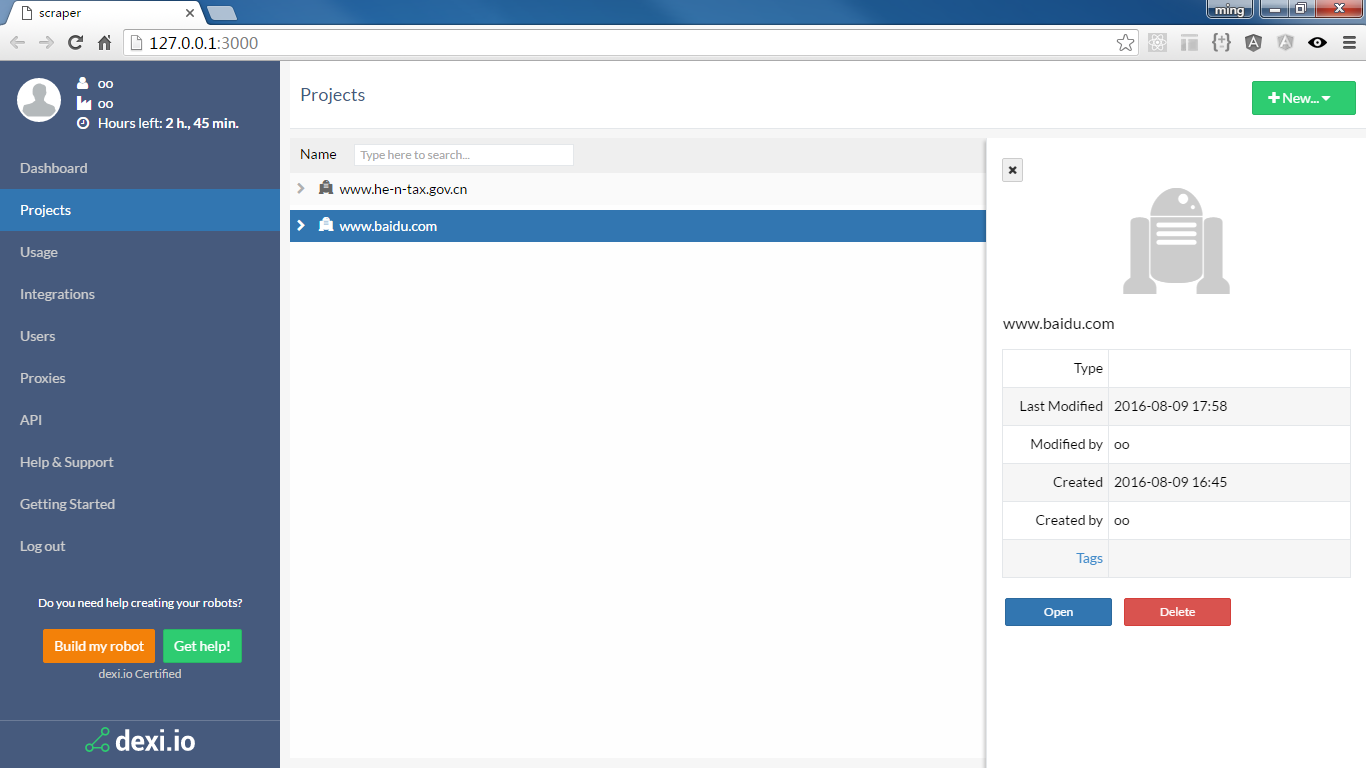 scraper
ming
127.0.0.1:3000
oo
oo
Hours left: 2 h., 45 min.
Dashboard
Projects
Usage
Integrations
Users
Proxies
API
Help & Support
Getting Started
Log out
Do you need help creating your robots?
Build my robot Get help!
dexi.io Certified
dexi.io
Projects
New...
Name Type here to search...
www.he-n-tax.gov.cn
www.baidu.com
www.baidu.com
Type
Last Modified 2016-08-09 17:58
Modified by oo
Created 2016-08-09 16:45
Created by oo
Tags
Open Delete